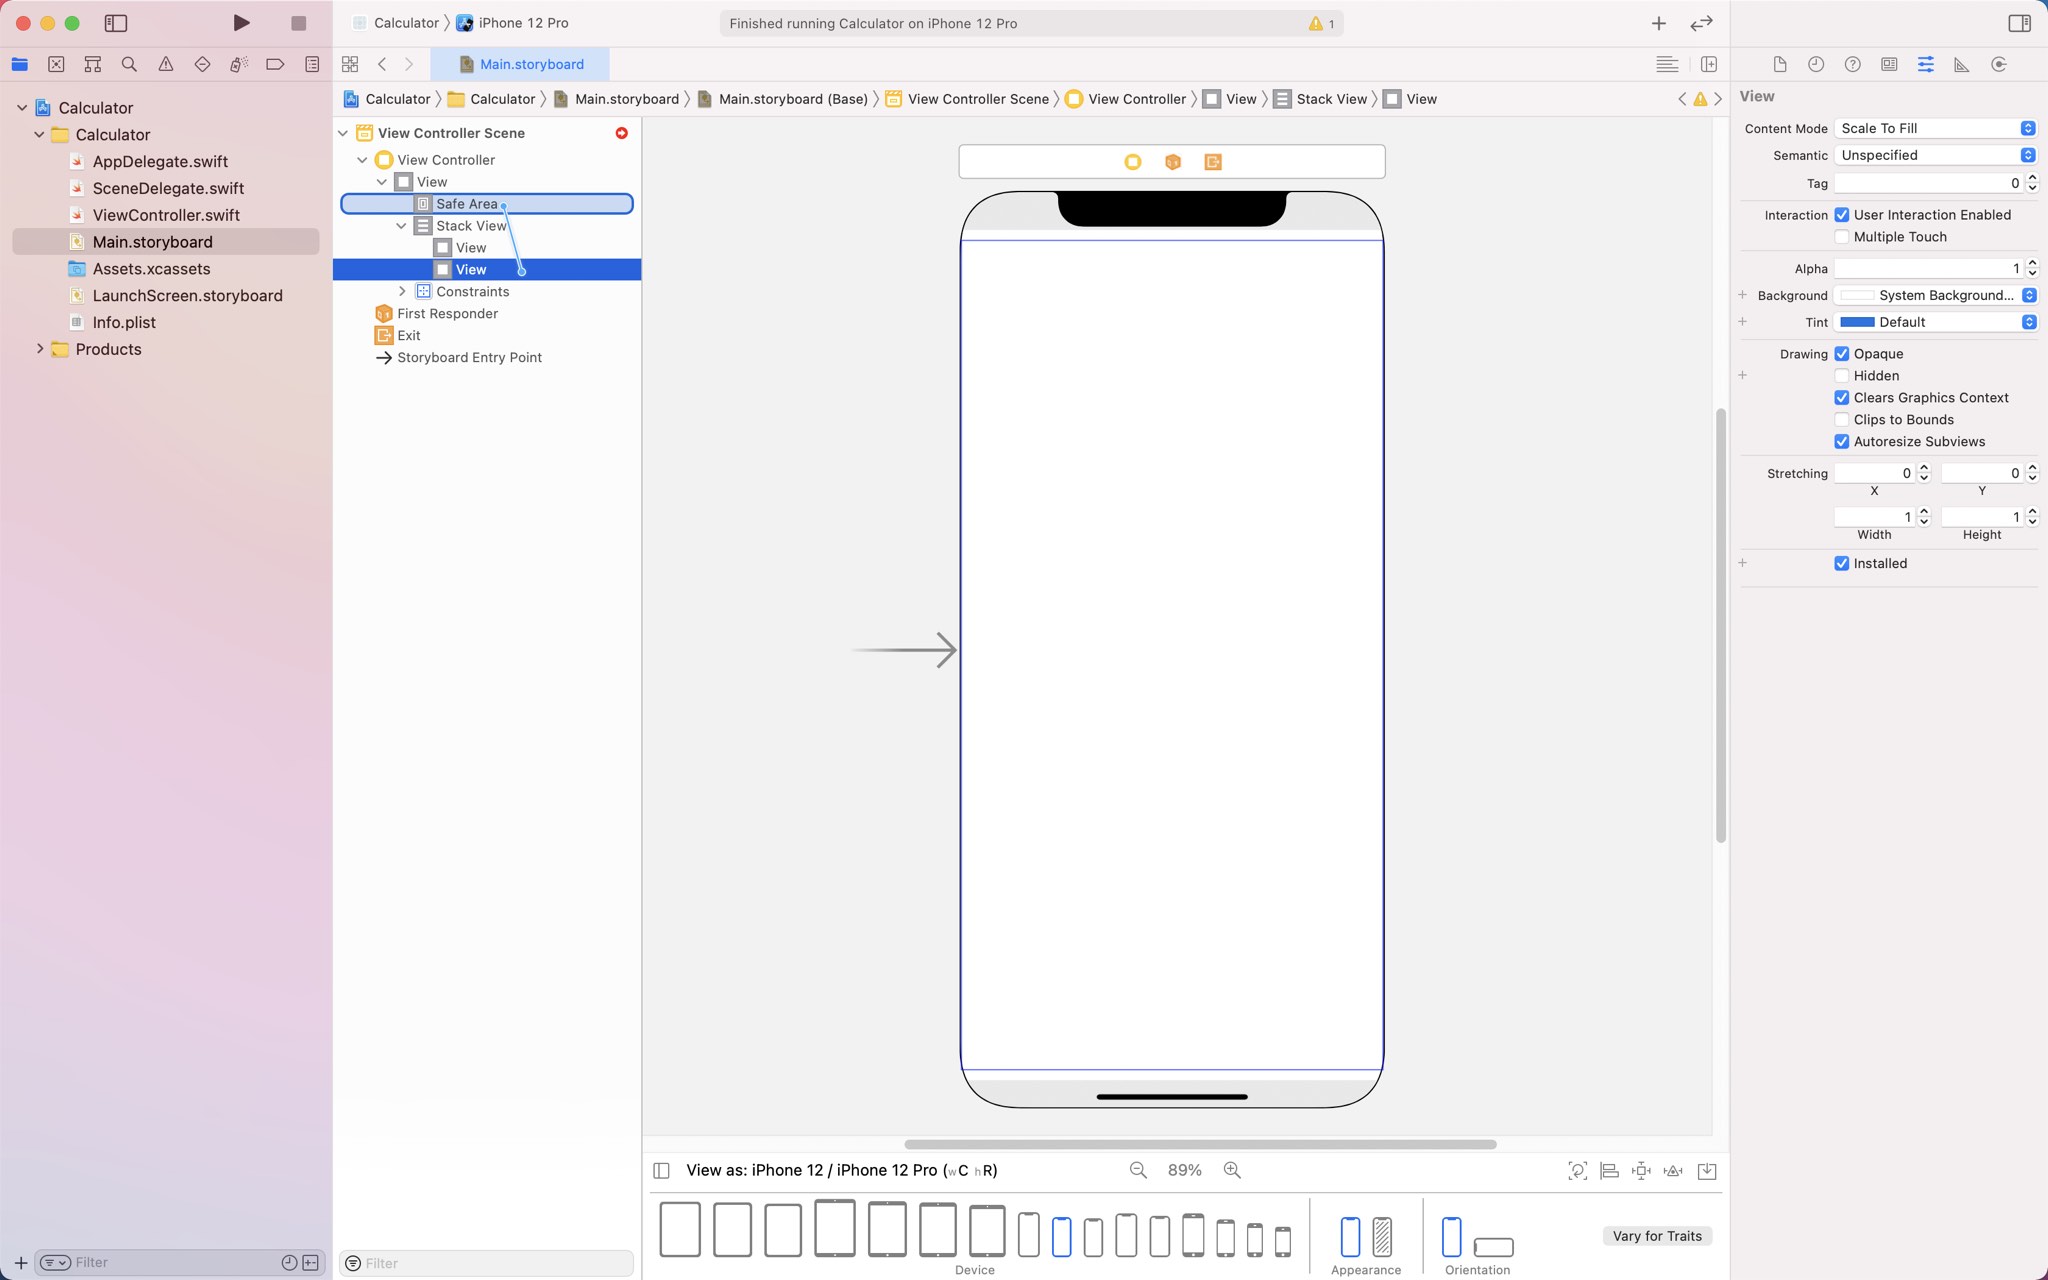 Calculator
iPhone 12 Pro
Finished running Calculator on iPhone 12 Pro
1
Main.storyboard
Calculator
Calculator
Main.storyboard
Main.storyboard (Base)
View Controller Scene
View Controller
View
Stack View
View
Calculator
Calculator
AppDelegate.swift
SceneDelegate.swift
ViewController.swift
Main.storyboard
Assets.xcassets
LaunchScreen.storyboard
Info.plist
Products
Filter
View Controller Scene
View Controller
View
Safe Area
Stack View
View
View
Constraints
First Responder
Exit
Storyboard Entry Point
Filter
View as: iPhone 12 / iPhone 12 Pro (wC hR)
89%
Device
Appearance
Orientation
Vary for Traits
View
Content Mode Scale To Fill
Semantic Unspecified
Tag 0
Interaction User Interaction Enabled
Multiple Touch
Alpha 1
Background System Background...
Tint Default
Drawing Opaque
Hidden
Clears Graphics Context
Clips to Bounds
Autoresize Subviews
Stretching 0 0
X Y
1 1
Width Height
Installed